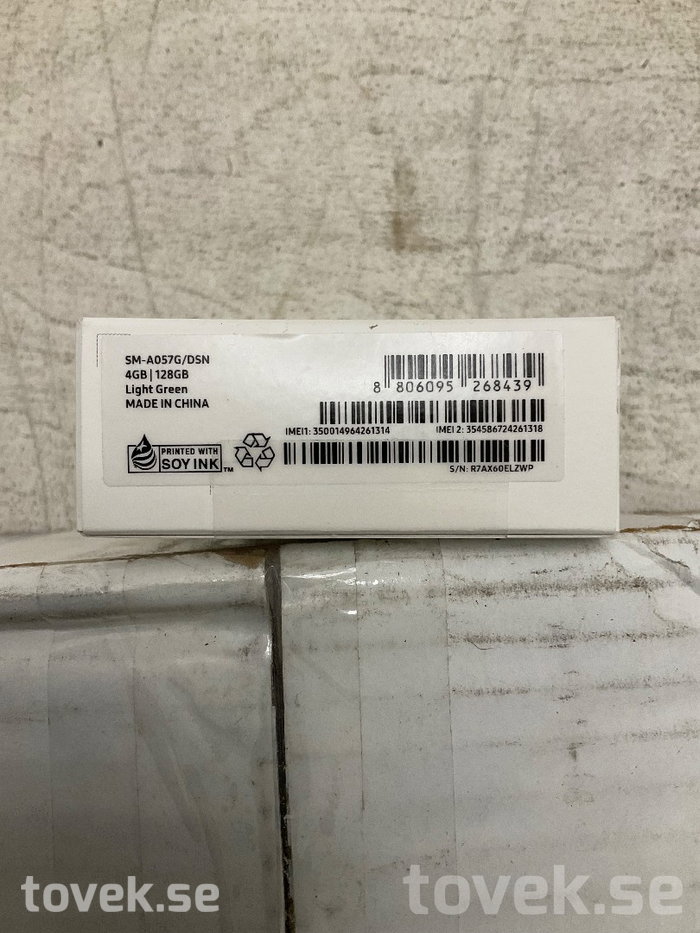 SM-A057G/DSN
4GB | 128GB
Light Green
MADE IN CHINA
8 806095 268439
IMEI1: 350014964261314
IMEI 2: 354586724261318
PRINTED WITH
SOY INK™
S/N: R7AX60ELZWP
tovek.se
tovek.se